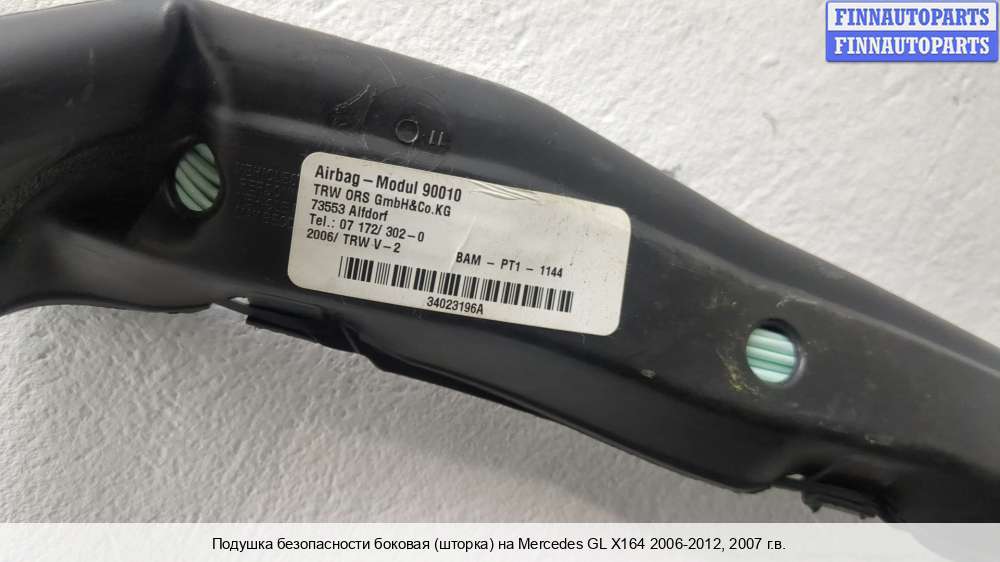 FINNAUTOPARTS
FINNAUTOPARTS
Airbag – Modul 90010
TRW ORS GmbH&Co.KG
73553 Alfdorf
Tel.: 07 172/ 302-0
2006/ TRW V-2
BAM - PT1 - 1144
34023196A
Подушка безопасности боковая (шторка) на Mercedes GL X164 2006-2012, 2007 г.в.